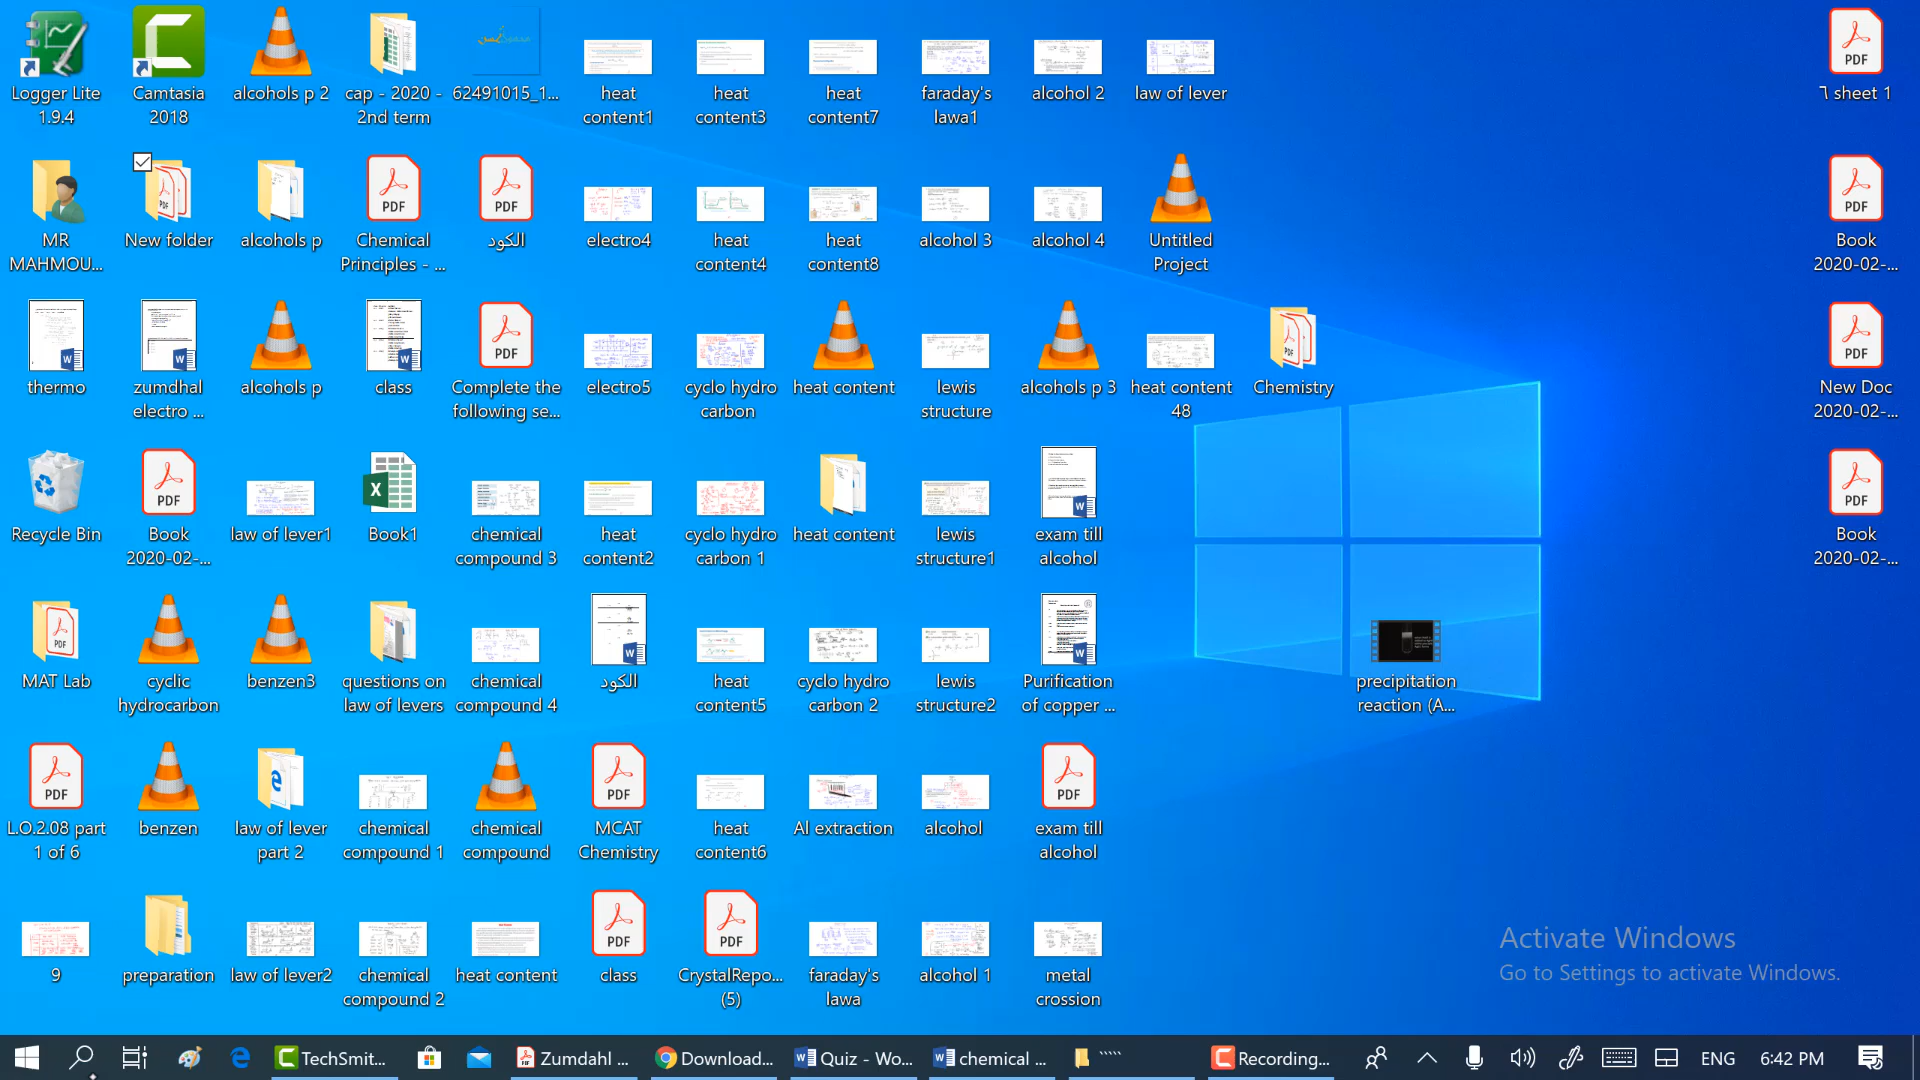 Logger Lite
1.9.4
Camtasia
2018
alcohols p 2
cap - 2020 -
2nd term
62491015_1...
heat
content1
heat
content3
heat
content7
faraday's
lawa1
alcohol 2
law of lever
٦ sheet 1
MR
MAHMOU...
New folder
alcohols p
Chemical
Principles - ...
الكود
electro4
heat
content4
heat
content8
alcohol 3
alcohol 4
Untitled
Project
Book
2020-02-...
thermo
zumdhal
electro ...
alcohols p
class
Complete the
following se...
electro5
cyclo hydro
carbon
heat content
lewis
structure
alcohols p 3
heat content
48
Chemistry
New Doc
2020-02-...
Recycle Bin
Book
2020-02-...
law of lever1
Book1
chemical
compound 3
heat
content2
cyclo hydro
carbon 1
heat content
lewis
structure1
exam till
alcohol
Book
2020-02-...
MAT Lab
cyclic
hydrocarbon
benzen3
questions on
law of levers
chemical
compound 4
الكود
heat
content5
cyclo hydro
carbon 2
lewis
structure2
Purification
of copper ...
precipitation
reaction (A...
L.O.2.08 part
1 of 6
benzen
law of lever
part 2
chemical
compound 1
chemical
compound
MCAT
Chemistry
heat
content6
Al extraction
alcohol
exam till
alcohol
9
preparation
law of lever2
chemical
compound 2
heat content
class
CrystalRepo...
(5)
faraday's
lawa
alcohol 1
metal
crossion
Activate Windows
Go to Settings to activate Windows.
TechSmit...
Zumdahl ...
Download...
Quiz - Wo...
chemical ...
`````
Recording...
ENG
6:42 PM